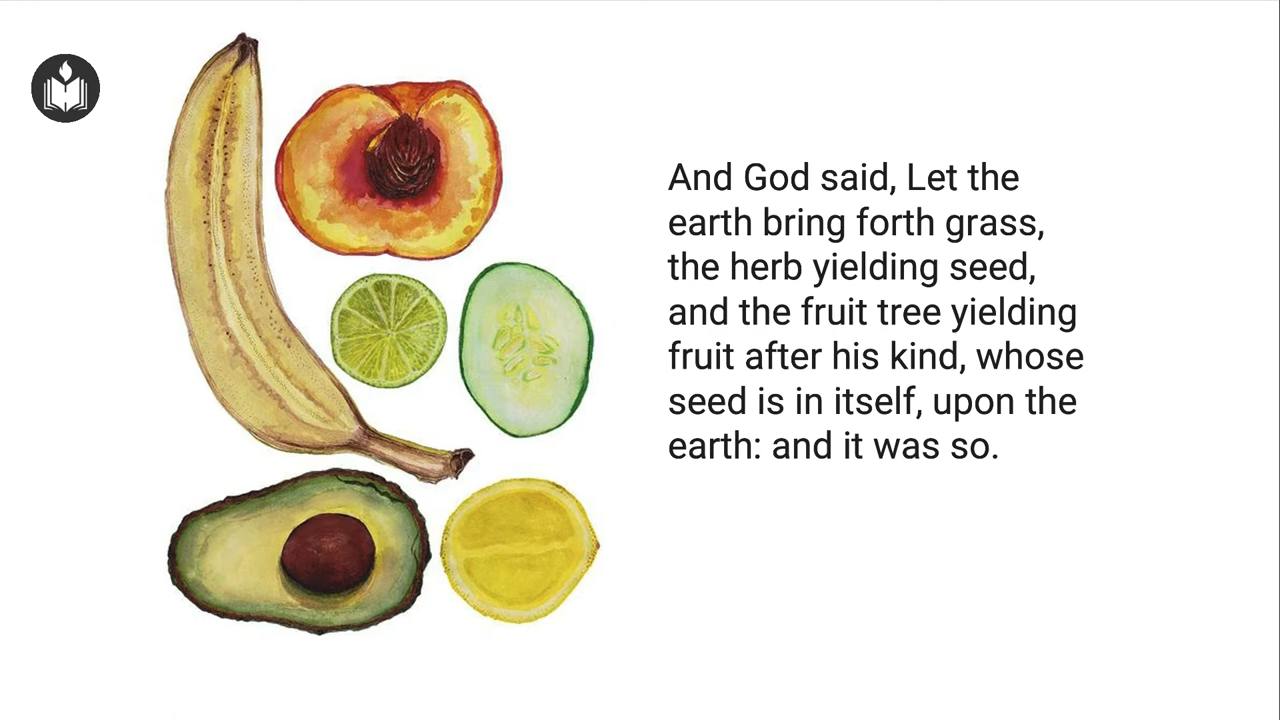 And God said, Let the
earth bring forth grass,
the herb yielding seed,
and the fruit tree yielding
fruit after his kind, whose
seed is in itself, upon the
earth: and it was so.